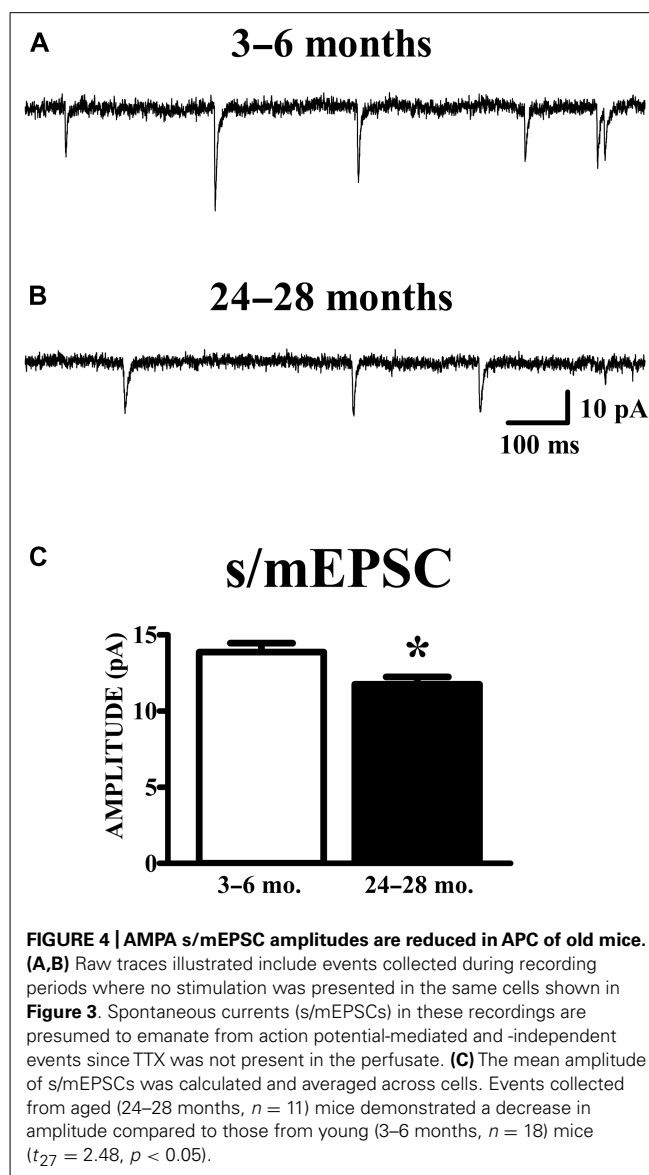 A
3–6 months
B
24–28 months
10 pA
100 ms
C
s/mEPSC
AMPLITUDE (pA)
15
*
10
5
0
3–6 mo.
24–28 mo.
FIGURE 4 | AMPA s/mEPSC amplitudes are reduced in APC of old mice.
(A,B) Raw traces illustrated include events collected during recording
periods where no stimulation was presented in the same cells shown in
Figure 3. Spontaneous currents (s/mEPSCs) in these recordings are
presumed to emanate from action potential-mediated and -independent
events since TTX was not present in the perfusate. (C) The mean amplitude
of s/mEPSCs was calculated and averaged across cells. Events collected
from aged (24–28 months, n = 11) mice demonstrated a decrease in
amplitude compared to those from young (3–6 months, n = 18) mice
(t27 = 2.48, p < 0.05).